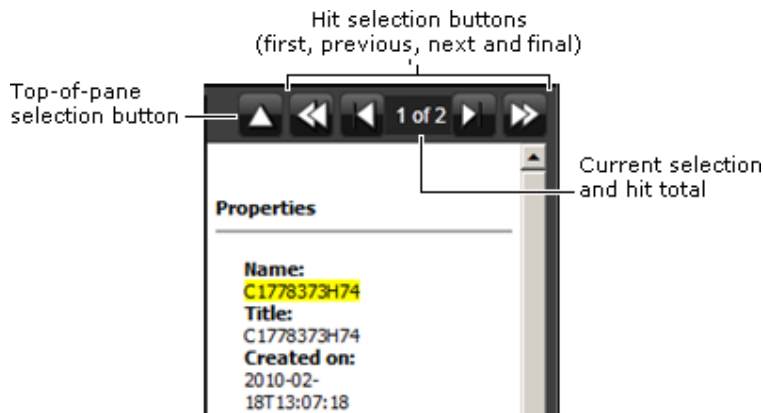 Hit selection buttons
(first, previous, next and final)
Top-of-pane
selection button
1 of 2
Current selection
and hit total
Properties
Name:
C1778373H74
Title:
C1778373H74
Created on:
2010-02-
18T13:07:18